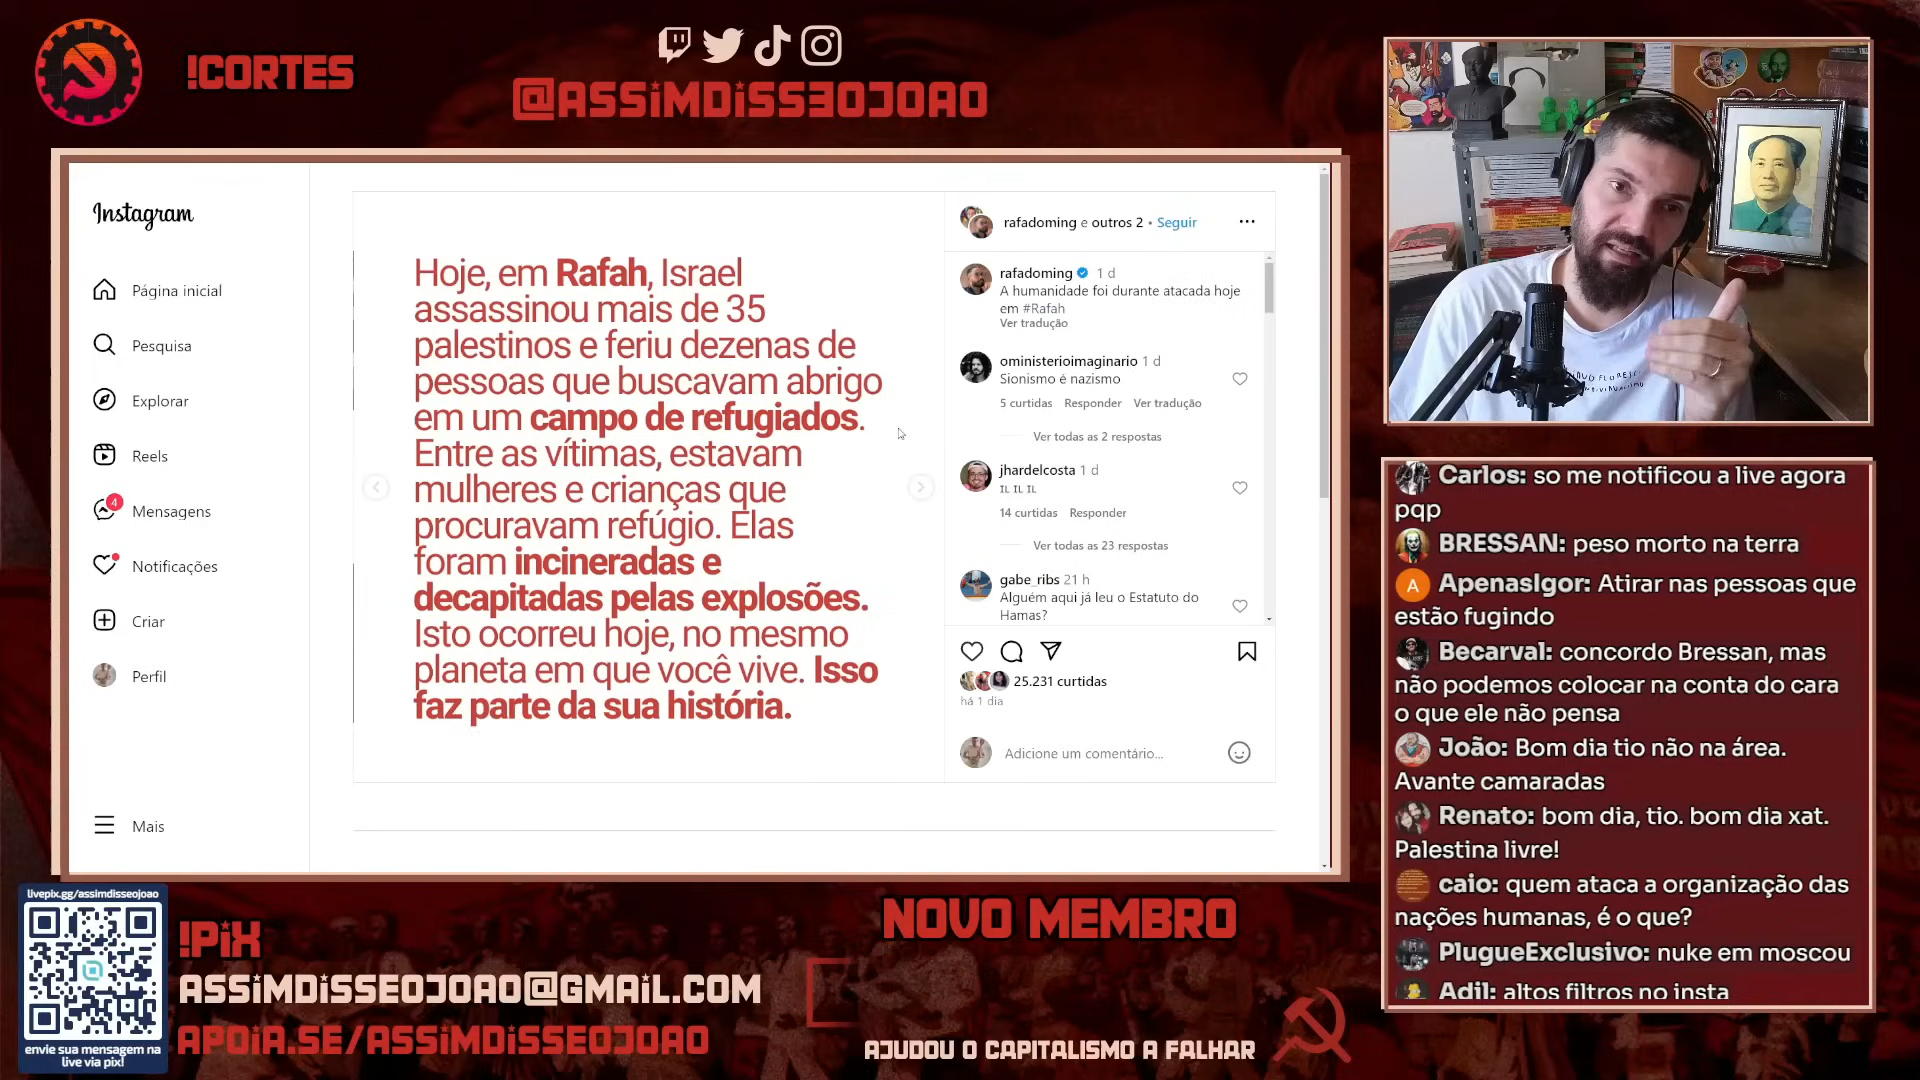 !CORTES
@ASSIMDISSEOJOAO
Instagram
Página inicial
Pesquisa
Explorar
Reels
4
Mensagens
Notificações
Criar
Perfil
Mais
Hoje, em Rafah, Israel
assassinou mais de 35
palestinos e feriu dezenas de
pessoas que buscavam abrigo
em um campo de refugiados.
Entre as vítimas, estavam
mulheres e crianças que
procuravam refúgio. Elas
foram incineradas e
decapitadas pelas explosões.
Isto ocorreu hoje, no mesmo
planeta em que você vive. Isso
faz parte da sua história.
rafadoming e outros 2 • Seguir
rafadoming 1 d
A humanidade foi durante atacada hoje
em #Rafah
Ver tradução
oministerioimaginario 1 d
Sionismo é nazismo
5 curtidas Responder Ver tradução
Ver todas as 2 respostas
jhardelcosta 1 d
IL IL IL
14 curtidas Responder
Ver todas as 23 respostas
gabe_ribs 21 h
Alguém aqui já leu o Estatuto do
Hamas?
25.231 curtidas
há 1 dia
Adicione um comentário...
Carlos: so me notificou a live agora
pqp
BRESSAN: peso morto na terra
A ApenasIgor: Atirar nas pessoas que
estão fugindo
Becarval: concordo Bressan, mas
não podemos colocar na conta do cara
o que ele não pensa
João: Bom dia tio não na área.
Avante camaradas
Renato: bom dia, tio. bom dia xat.
Palestina livre!
caio: quem ataca a organização das
nações humanas, é o que?
PlugueExclusivo: nuke em moscou
Adil: altos filtros no insta
livepix.gg/assimdisseojoao
envie sua mensagem na
live via pix!
!PIX
ASSIMDISSEOJOAO@GMAIL.COM
APOIA.SE/ASSIMDISSEOJOAO
NOVO MEMBRO
AJUDOU O CAPITALISMO A FALHAR